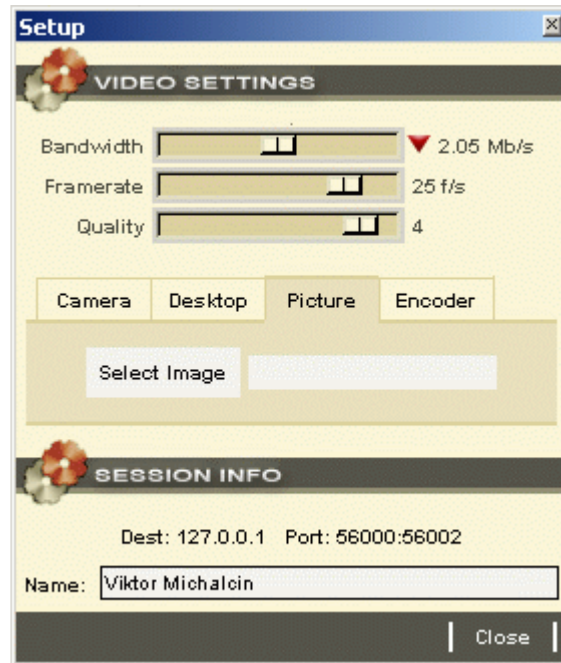 Setup
VIDEO SETTINGS
Bandwidth 2.05 Mb/s
Framerate 25 f/s
Quality 4
Camera Desktop Picture Encoder
Select Image
SESSION INFO
Dest: 127.0.0.1 Port: 56000:56002
Name: Viktor Michalcin
Close